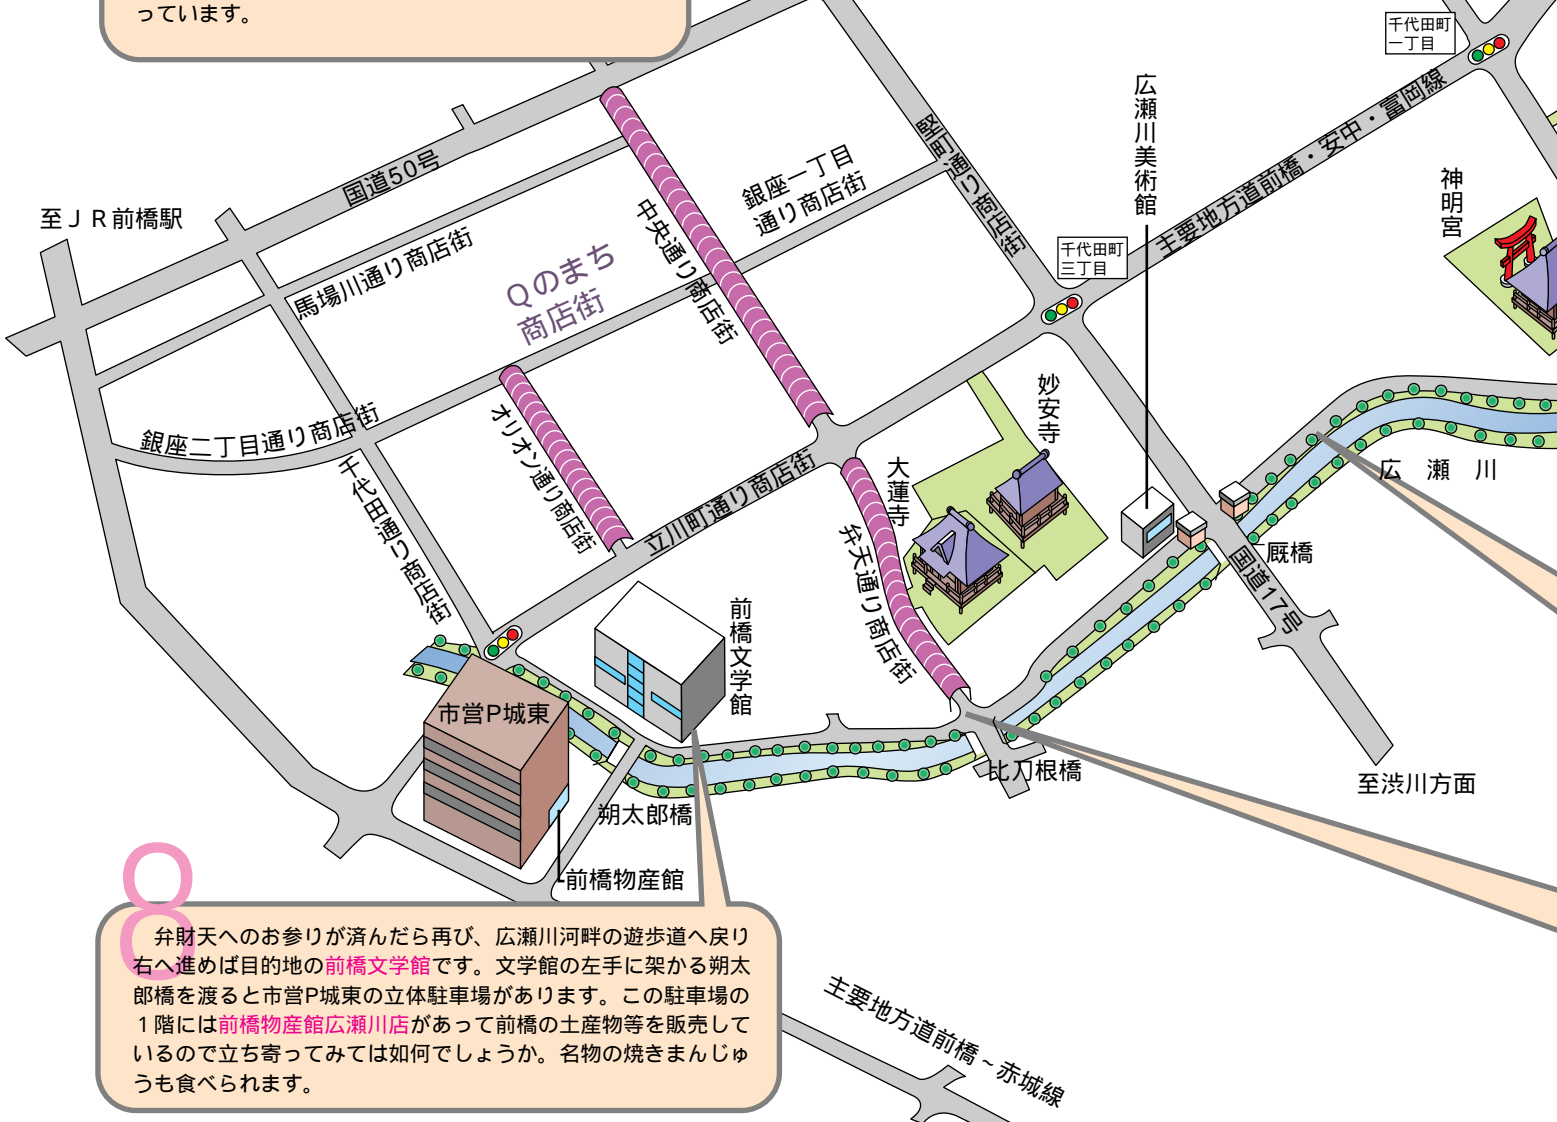 っています。
千代田町
一丁目
広瀬川美術館
国道50号
竪町通り商店街
主要地方道前橋・安中・富岡線
銀座一丁目
通り商店街
神明宮
至ＪＲ前橋駅
中央通り商店街
千代田町
三丁目
馬場川通り商店街
Qのまち
商店街
妙安寺
銀座二丁目通り商店街
オリオン通り商店街
大蓮寺
広瀬川
千代田通り商店街
立川町通り商店街
弁天通り商店街
厩橋
国道17号
前橋文学館
市営P城東
比刀根橋
至渋川方面
朔太郎橋
前橋物産館
8
弁財天へのお参りが済んだら再び、広瀬川河畔の遊歩道へ戻り
右へ進めば目的地の前橋文学館です。文学館の左手に架かる朔太
郎橋を渡ると市営P城東の立体駐車場があります。この駐車場の
１階には前橋物産館広瀬川店があって前橋の土産物等を販売して
いるので立ち寄ってみては如何でしょうか。名物の焼きまんじゅ
うも食べられます。
主要地方道前橋～赤城線